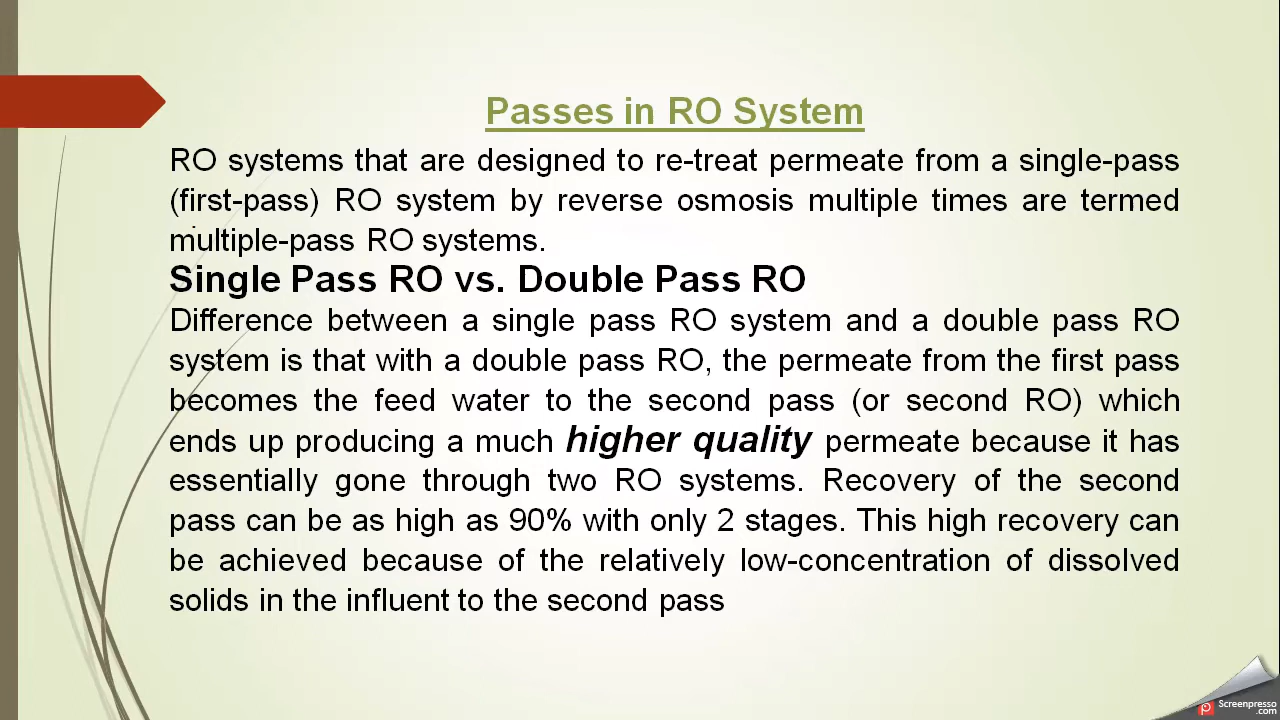 Passes in RO System
RO systems that are designed to re-treat permeate from a single-pass
(first-pass) RO system by reverse osmosis multiple times are termed
multiple-pass RO systems.
Single Pass RO vs. Double Pass RO
Difference between a single pass RO system and a double pass RO
system is that with a double pass RO, the permeate from the first pass
becomes the feed water to the second pass (or second RO) which
ends up producing a much higher quality permeate because it has
essentially gone through two RO systems. Recovery of the second
pass can be as high as 90% with only 2 stages. This high recovery can
be achieved because of the relatively low-concentration of dissolved
solids in the influent to the second pass
Screenpresso
.com